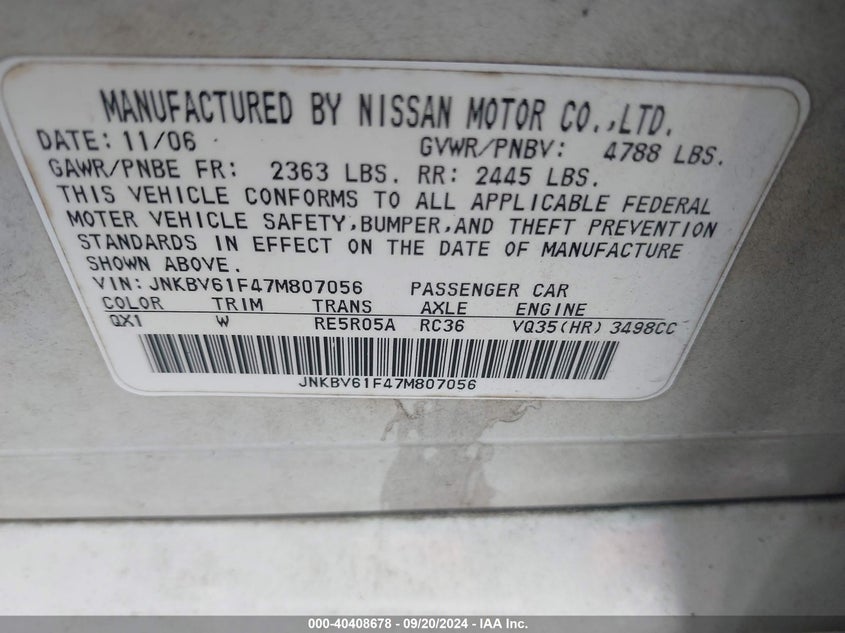 MANUFACTURED BY NISSAN MOTOR CO.,LTD.
DATE: 11/06 GVWR/PNBV: 4788 LBS.
GAWR/PNBE FR: 2363 LBS. RR: 2445 LBS.
THIS VEHICLE CONFORMS TO ALL APPLICABLE FEDERAL
MOTER VEHICLE SAFETY,BUMPER,AND THEFT PREVENTION
STANDARDS IN EFFECT ON THE DATE OF MANUFACTURE
SHOWN ABOVE.
VIN: JNKBV61F47M807056 PASSENGER CAR
COLOR TRIM TRANS AXLE ENGINE
QX1 W RE5R05A RC36 VQ35(HR) 3498CC
JNKBV61F47M807056
000-40408678 - 09/20/2024 - IAA Inc.